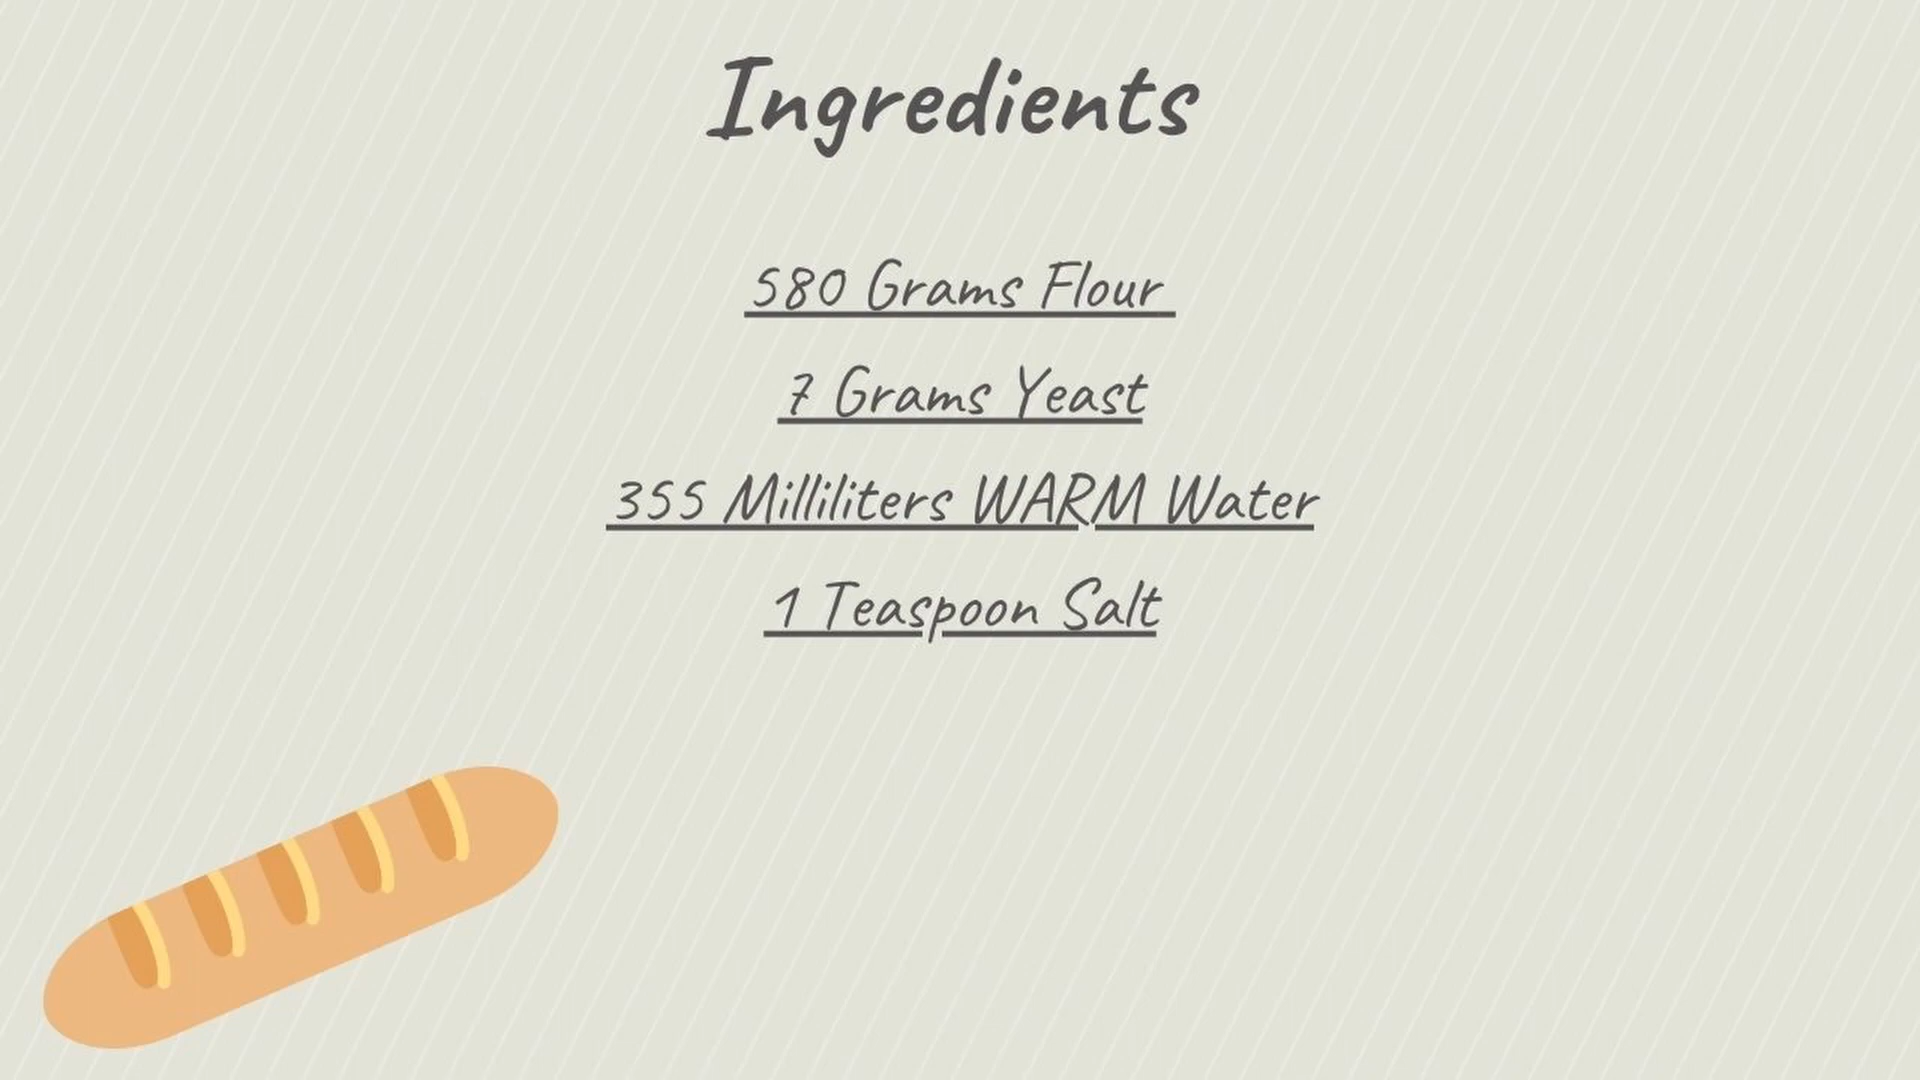 Ingredients
580 Grams Flour
7 Grams Yeast
355 Milliliters WARM Water
1 Teaspoon Salt